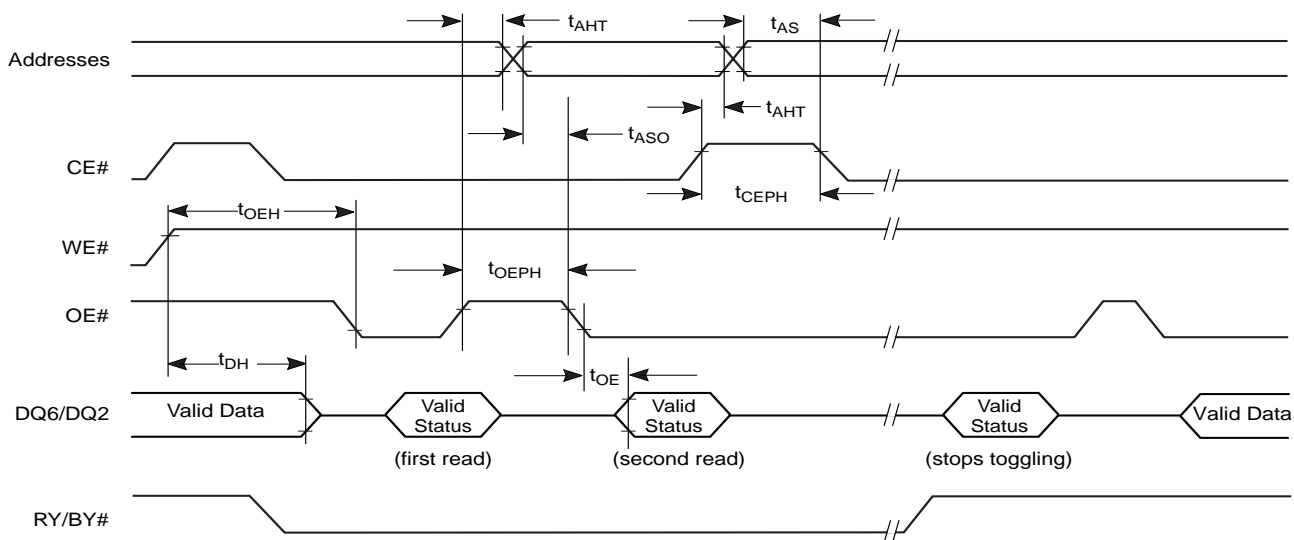 tAHT
tAS
Addresses
tAHT
tASO
CE#
tCEPH
tOEH
WE#
tOEPH
OE#
tDH
tOE
DQ6/DQ2
Valid Data
Valid
Status
Valid
Status
Valid
Status
Valid Data
(first read)
(second read)
(stops toggling)
RY/BY#